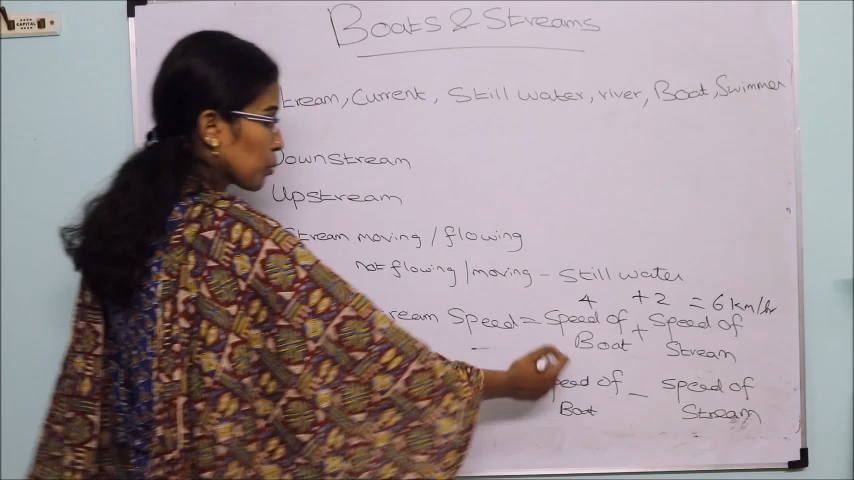 CAPITAL
Boats & Streams
tream, Current, Still water, river, Boat, Swimmer
Downstream
Upstream
Stream moving / flowing
not flowing / moving - Still water
4 + 2 = 6 km/hr
ream Speed = Speed of + Speed of
Boat Stream
peed of - Speed of
Boat Stream